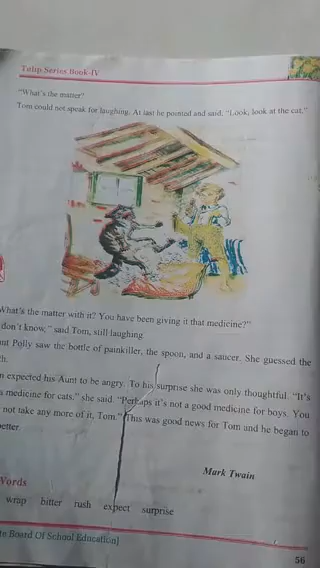 Tulip Series Book-IV
"What's the matter?
Tom could not speak for laughing. At last he pointed and said. "Look, look at the cat."
What's the matter with it? You have been giving it that medicine?"
don't know," said Tom, still laughing.
Polly saw the bottle of painkiller, the spoon, and a saucer. She guessed the
expected his Aunt to be angry. To his surprise she was only thoughtful. "It's
medicine for cats," she said. "Perhaps it's not a good medicine for boys. You
not take any more of it, Tom." This was good news for Tom and he began to
Mark Twain
Words
wrap bitter rush expect surprise
Board Of School Education]
56